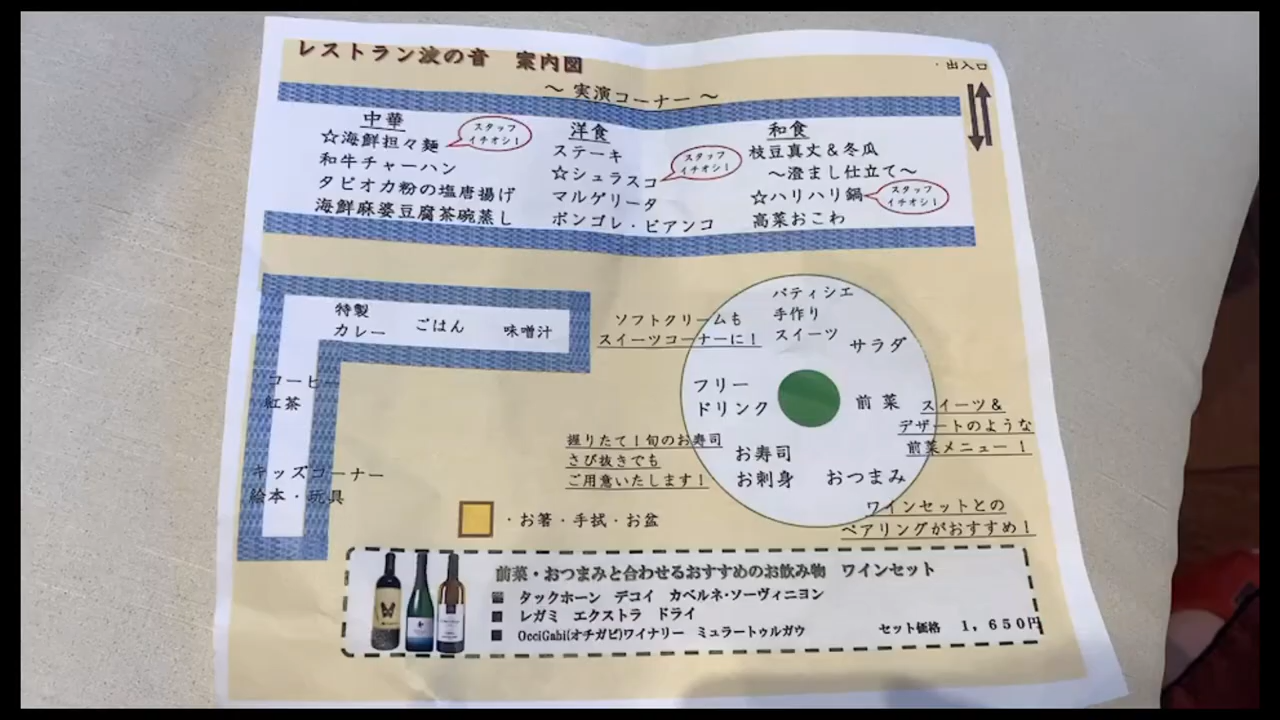 レストラン波の音　案内図
・出入口
～ 実演コーナー ～
中華
☆海鮮担々麺
スタッフ
イチオシ！
和牛チャーハン
タピオカ粉の塩唐揚げ
海鮮麻婆豆腐茶碗蒸し
洋食
ステーキ
☆シュラスコ
スタッフ
イチオシ！
マルゲリータ
ボンゴレ・ビアンコ
和食
枝豆真丈＆冬瓜
～澄まし仕立て～
☆ハリハリ鍋
スタッフ
イチオシ！
高菜おこわ
特製
カレー
ごはん
味噌汁
コーヒー
紅茶
キッズコーナー
絵本・玩具
ソフトクリームも
スイーツコーナーに！
パティシエ
手作り
スイーツ
サラダ
フリー
ドリンク
前菜
スイーツ＆
デザートのような
前菜メニュー！
握りたて！旬のお寿司
さび抜きでも
ご用意いたします！
お寿司
お刺身
おつまみ
ワインセットとの
ペアリングがおすすめ！
・お箸・手拭・お盆
前菜・おつまみと合わせるおすすめのお飲み物　ワインセット
■ タックホーン　デコイ　カベルネ・ソーヴィニヨン
■ レガミ　エクストラ　ドライ
■ OcciGabi(オチガビ)ワイナリー　ミュラートゥルガウ
セット価格　１，６５０円